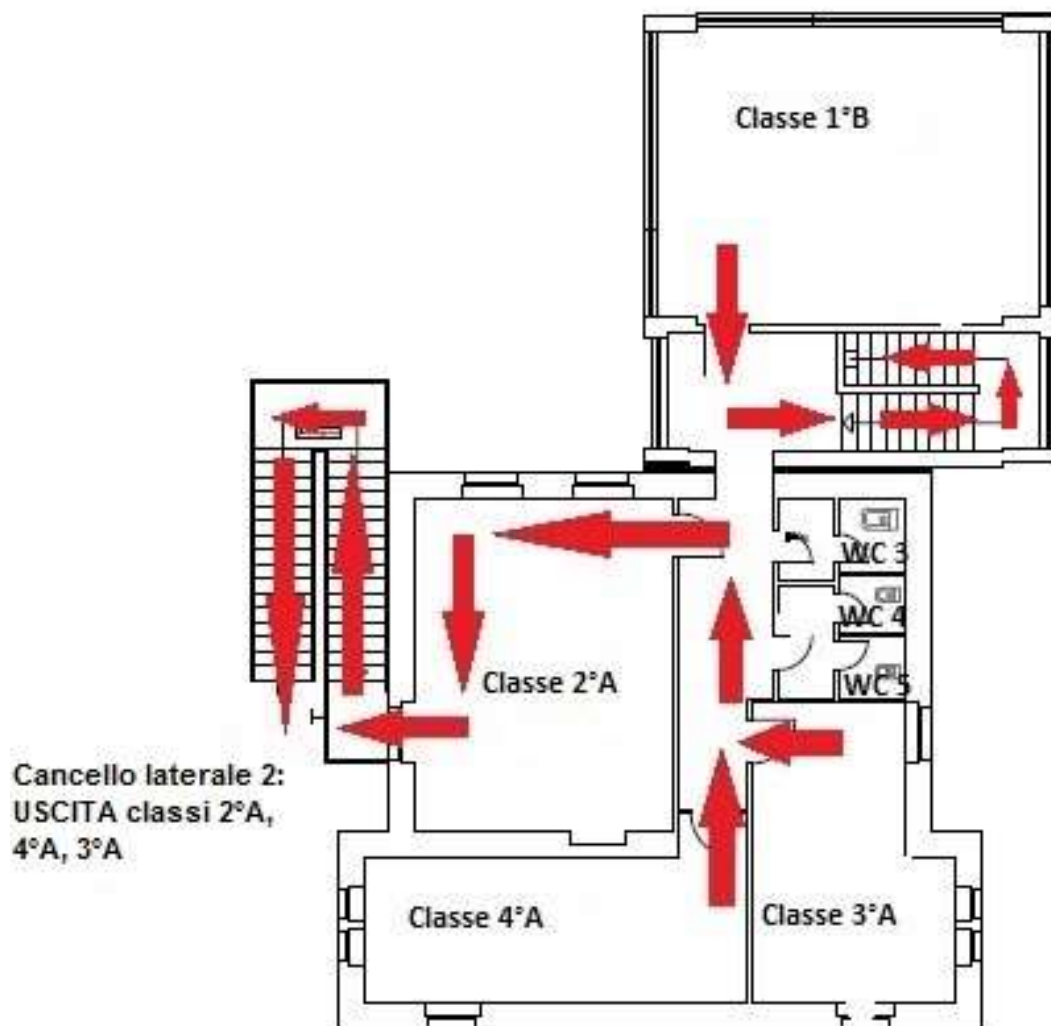 Classe 1°B
WC 3
WC 4
Classe 2°A
WC 5
Cancello laterale 2:
USCITA classi 2°A,
4°A, 3°A
Classe 4°A
Classe 3°A